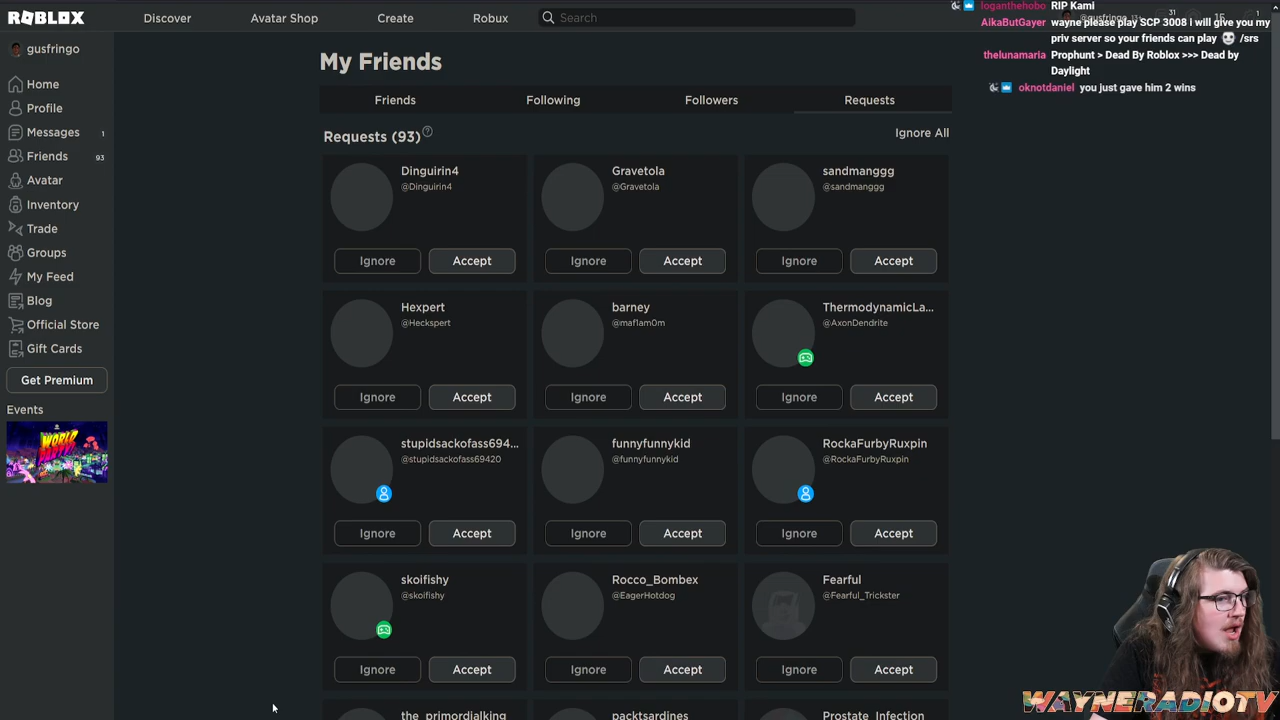 ROBLOX
Discover
Avatar Shop
Create
Robux
Search
loganthehobo RIP Kami
AikaButGayer wayne please play SCP 3008 i will give you my
priv server so your friends can play /srs
thelunamaria Prophunt > Dead By Roblox >>> Dead by
Daylight
oknotdaniel you just gave him 2 wins
31
gusfringo
Home
Profile
Messages 1
Friends 93
Avatar
Inventory
Trade
Groups
My Feed
Blog
Official Store
Gift Cards
Get Premium
Events
WORLD
PARTY
My Friends
Friends
Following
Followers
Requests
Requests (93) ?
Ignore All
Dinguirin4
@Dinguirin4
Ignore
Accept
Gravetola
@Gravetola
Ignore
Accept
sandmanggg
@sandmanggg
Ignore
Accept
Hexpert
@Heckspert
Ignore
Accept
barney
@maf1am0m
Ignore
Accept
ThermodynamicLa...
@AxonDendrite
Ignore
Accept
stupidsackofass694...
@stupidsackofass69420
Ignore
Accept
funnyfunnykid
@funnyfunnykid
Ignore
Accept
RockaFurbyRuxpin
@RockaFurbyRuxpin
Ignore
Accept
skoifishy
@skoifishy
Ignore
Accept
Rocco_Bombex
@EagerHotdog
Ignore
Accept
Fearful
@Fearful_Trickster
Ignore
Accept
the_primordialking
packtsardines
Prostate_Infection
WAYNERADIOTV